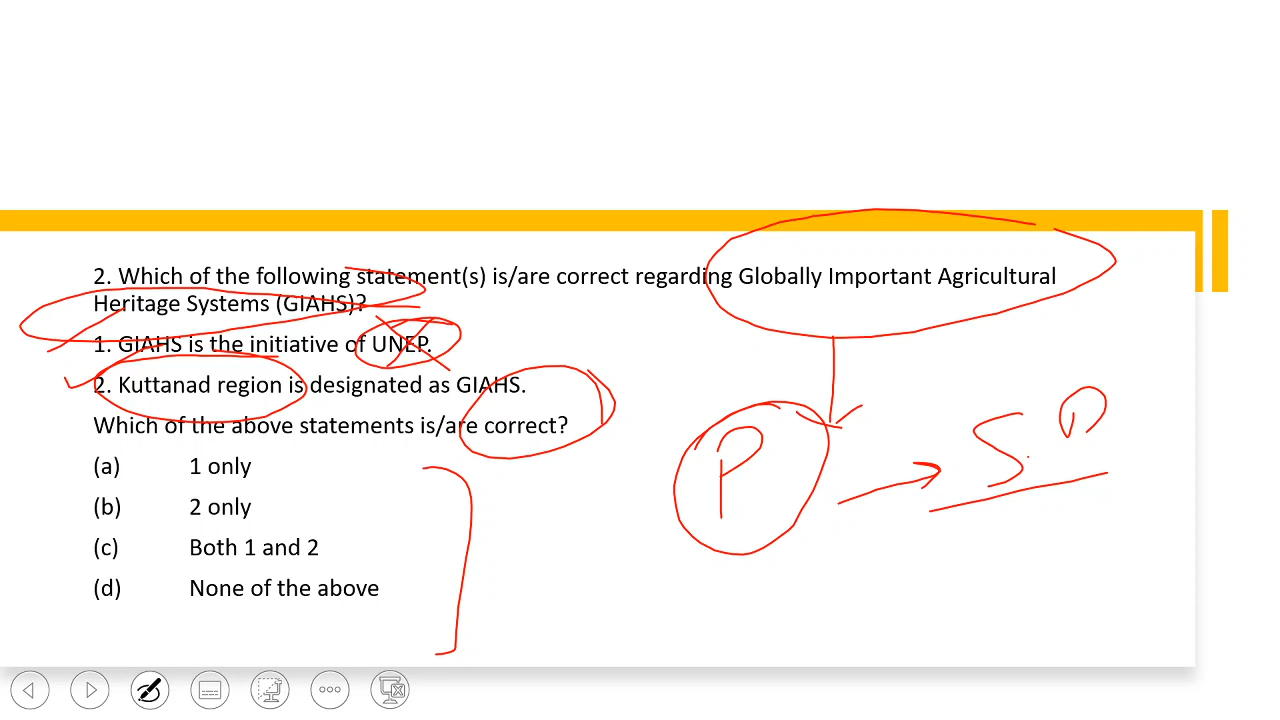 2. Which of the following statement(s) is/are correct regarding Globally Important Agricultural
Heritage Systems (GIAHS)?
1. GIAHS is the initiative of UNEP.
2. Kuttanad region is designated as GIAHS.
Which of the above statements is/are correct?
(a) 1 only
(b) 2 only
(c) Both 1 and 2
(d) None of the above
P
S.D